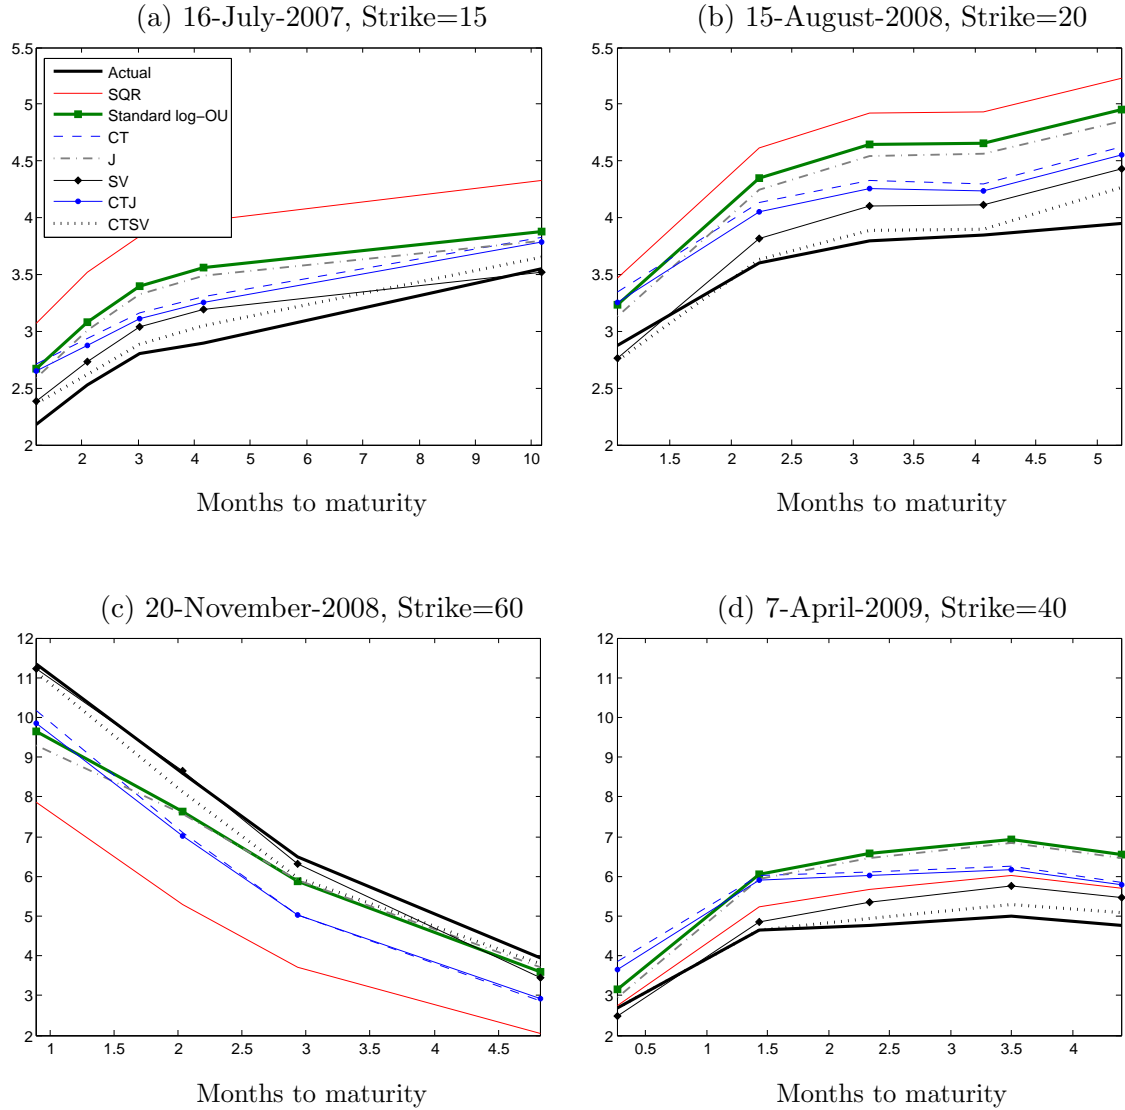 (a) 16-July-2007, Strike=15
5.5
5
4.5
4
3.5
3
2.5
2
Actual
SQR
Standard log−OU
CT
J
SV
CTJ
CTSV
2 3 4 5 6 7 8 9 10
Months to maturity
(b) 15-August-2008, Strike=20
5.5
5
4.5
4
3.5
3
2.5
2
1.5 2 2.5 3 3.5 4 4.5 5
Months to maturity
(c) 20-November-2008, Strike=60
12
11
10
9
8
7
6
5
4
3
2
1 1.5 2 2.5 3 3.5 4 4.5
Months to maturity
(d) 7-April-2009, Strike=40
12
11
10
9
8
7
6
5
4
3
2
0.5 1 1.5 2 2.5 3 3.5 4
Months to maturity